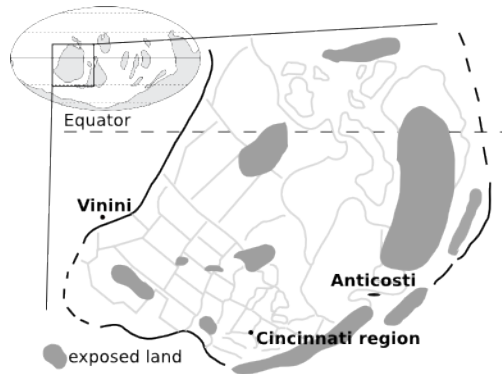 Equator
Vinini
Anticosti
Cincinnati region
exposed land